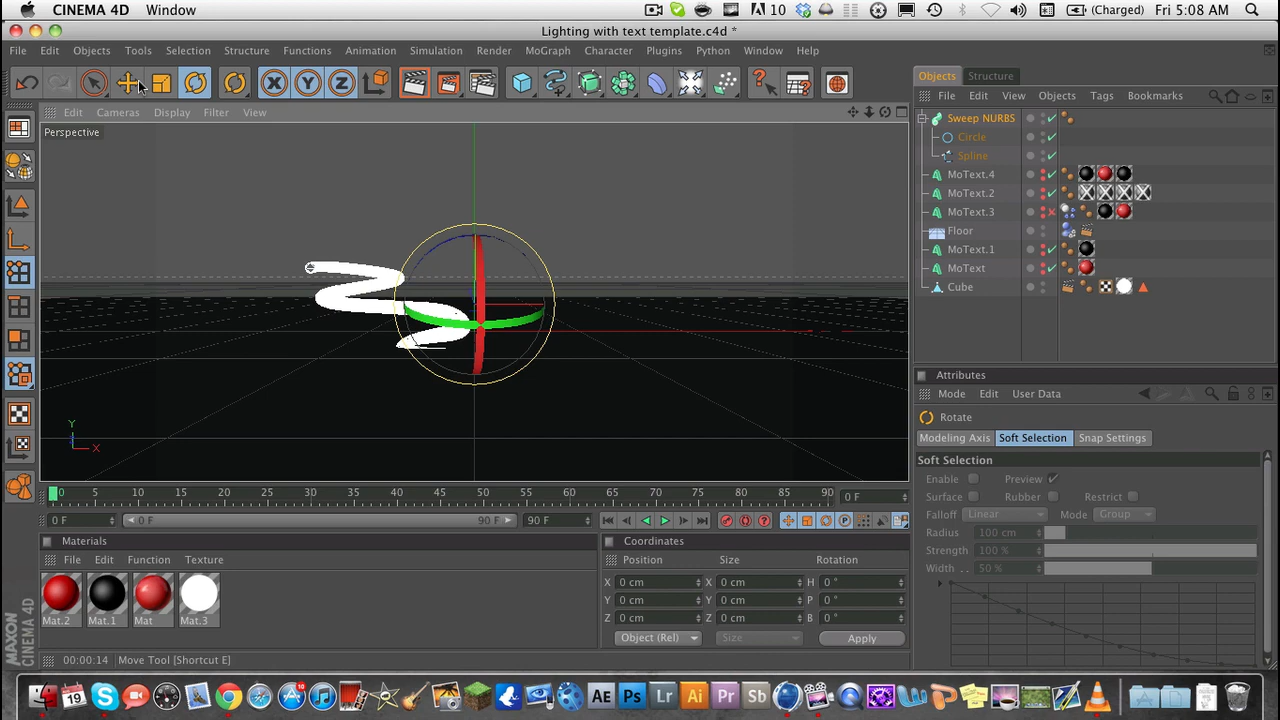 CINEMA 4D Window
A 10 (Charged) Fri 5:08 AM
Lighting with text template.c4d *
File Edit Objects Tools Selection Structure Functions Animation Simulation Render MoGraph Character Plugins Python Window Help
X Y Z
Objects Structure
File Edit View Objects Tags Bookmarks
Edit Cameras Display Filter View
Perspective
Sweep NURBS
Circle
Spline
MoText.4
MoText.2
MoText.3
Floor
MoText.1
MoText
Cube
Y
X
Attributes
Mode Edit User Data
Rotate
Modeling Axis Soft Selection Snap Settings
Soft Selection
Enable Preview
Surface Rubber Restrict
Falloff Linear Mode Group
Radius 100 cm
Strength 100 %
Width . . 50 %
0 5 10 15 20 25 30 35 40 45 50 55 60 65 70 75 80 85 90 0 F
0 F 0 F 90 F 90 F
Materials
File Edit Function Texture
Mat.2 Mat.1 Mat Mat.3
Coordinates
Position Size Rotation
X 0 cm X 0 cm H 0 °
Y 0 cm Y 0 cm P 0 °
Z 0 cm Z 0 cm B 0 °
Object (Rel) Size Apply
MAXON
CINEMA 4D
00:00:14 Move Tool [Shortcut E]
19 AE Ps Lr Ai Pr Sb